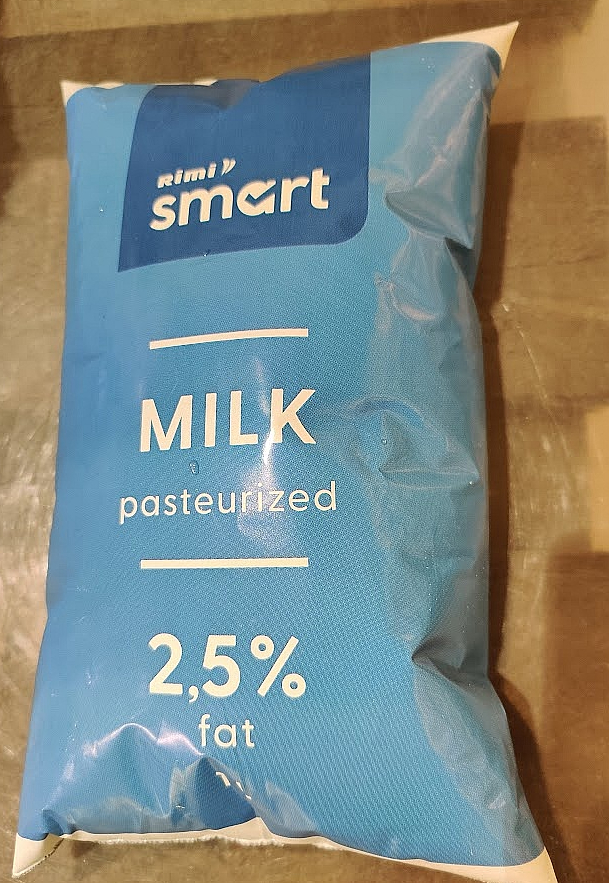 Rimi
smart
MILK
pasteurized
2,5%
fat